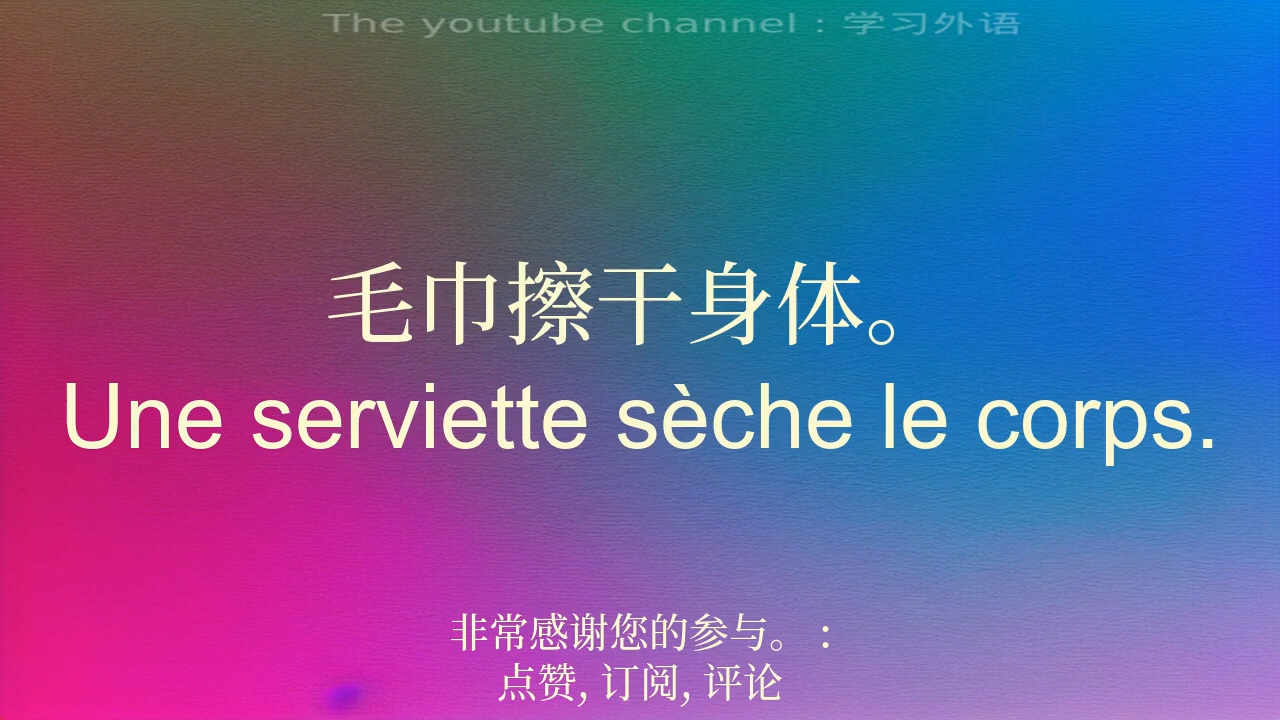 The youtube channel : 学习外语
毛巾擦干身体。
Une serviette sèche le corps.
非常感谢您的参与。 :
点赞, 订阅, 评论